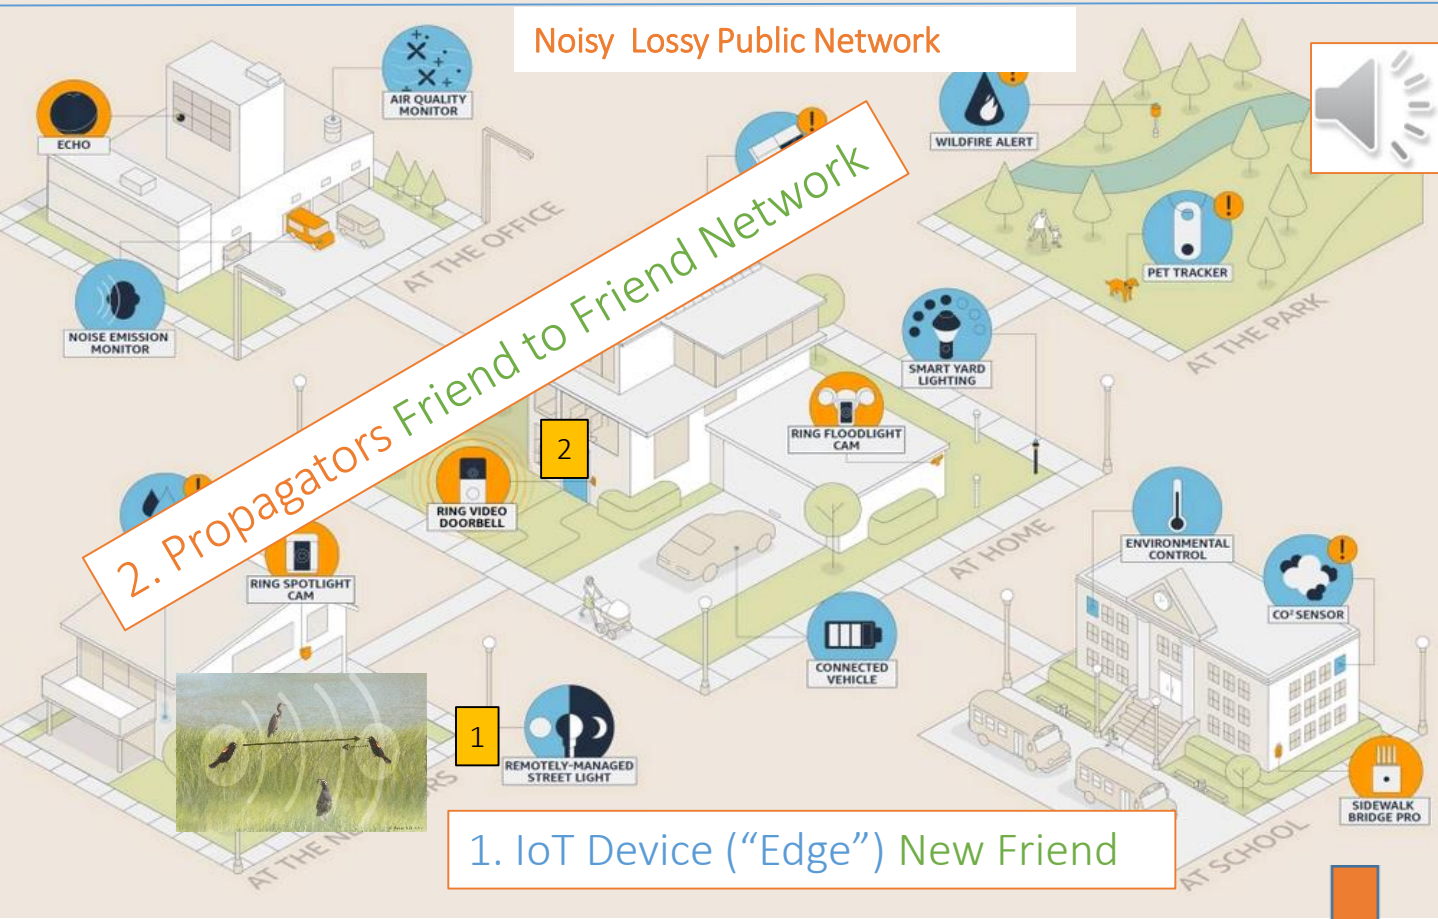 Noisy Lossy Public Network
ECHO
AIR QUALITY
MONITOR
WILDFIRE ALERT
PET TRACKER
AT THE OFFICE
NOISE EMISSION
MONITOR
AT THE PARK
SMART YARD
LIGHTING
2. Propagators Friend to Friend Network
RING FLOODLIGHT
CAM
2
RING VIDEO
DOORBELL
AT HOME
ENVIRONMENTAL
CONTROL
RING SPOTLIGHT
CAM
CO² SENSOR
CONNECTED
VEHICLE
1
REMOTELY-MANAGED
STREET LIGHT
SIDEWALK
BRIDGE PRO
AT THE
RS
1. IoT Device (“Edge”) New Friend
AT SCHOOL